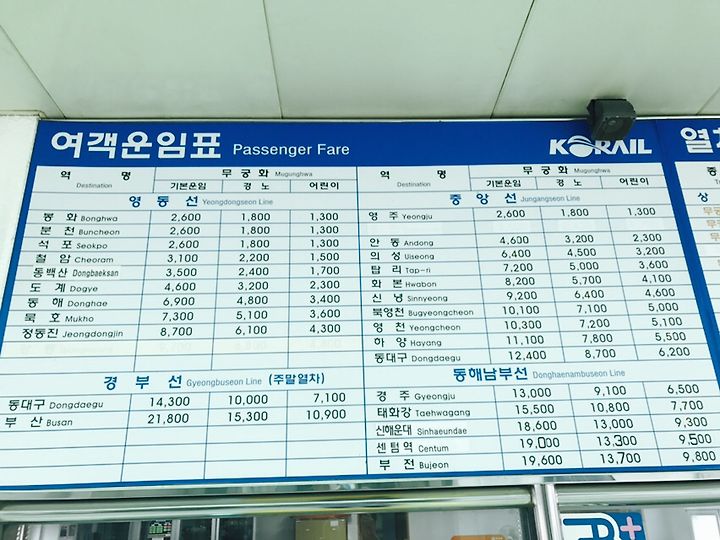 여객운임표 Passenger Fare KORAIL
역 명 Destination 무궁화 Mugunghwa
기본운임 경 노 어린이
영 동 선 Yeongdongseon Line
봉 화 Bonghwa 2,600 1,800 1,300
분 천 Buncheon 2,600 1,800 1,300
석 포 Seokpo 2,600 1,800 1,300
철 암 Cheoram 3,100 2,200 1,500
동백산 Dongbaeksan 3,500 2,400 1,700
도 계 Dogye 4,600 3,200 2,300
동 해 Donghae 6,900 4,800 3,400
묵 호 Mukho 7,300 5,100 3,600
정동진 Jeongdongjin 8,700 6,100 4,300
경 부 선 Gyeongbuseon Line (주말열차)
동대구 Dongdaegu 14,300 10,000 7,100
부 산 Busan 21,800 15,300 10,900
역 명 Destination 무궁화 Mugunghwa
기본운임 경 노 어린이
중 앙 선 Jungangseon Line
영 주 Yeongju 2,600 1,800 1,300
안 동 Andong 4,600 3,200 2,300
의 성 Uiseong 6,400 4,500 3,200
탑 리 Tap-ri 7,200 5,000 3,600
화 본 Hwabon 8,200 5,700 4,100
신 녕 Sinnyeong 9,200 6,400 4,600
북영천 Bugyeongcheon 10,100 7,100 5,000
영 천 Yeongcheon 10,300 7,200 5,100
하 양 Hayang 11,100 7,800 5,500
동대구 Dongdaegu 12,400 8,700 6,200
동해남부선 Donghaenambuseon Line
경 주 Gyeongju 13,000 9,100 6,500
태화강 Taehwagang 15,500 10,800 7,700
신해운대 Sinhaeundae 18,600 13,000 9,300
센텀역 Centum 19,000 13,300 9,500
부 전 Bujeon 19,600 13,700 9,800